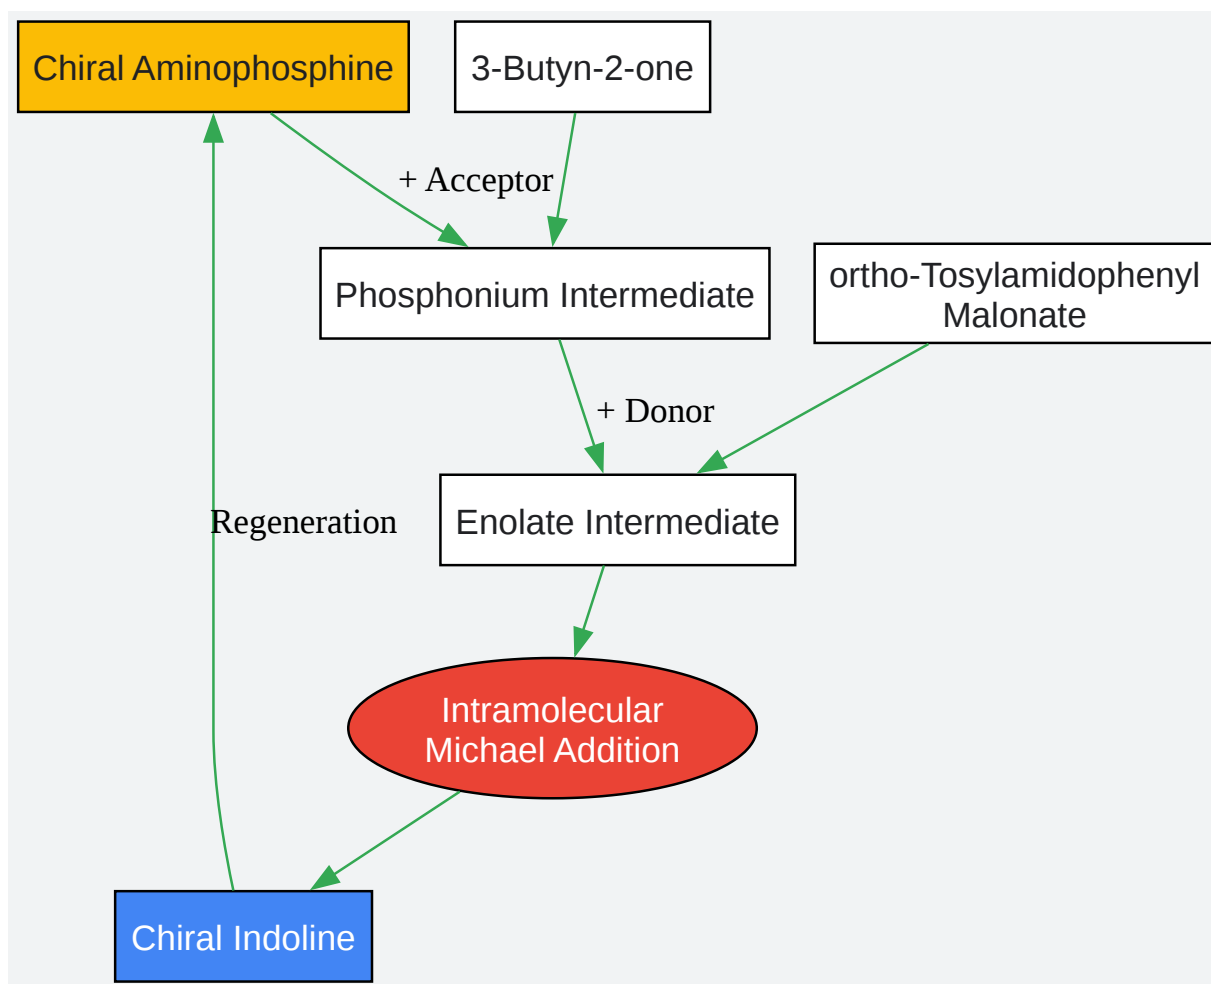 Chiral Aminophosphine
3-Butyn-2-one
+ Acceptor
Phosphonium Intermediate
ortho-Tosylamidophenyl
Malonate
+ Donor
Regeneration
Enolate Intermediate
Intramolecular
Michael Addition
Chiral Indoline